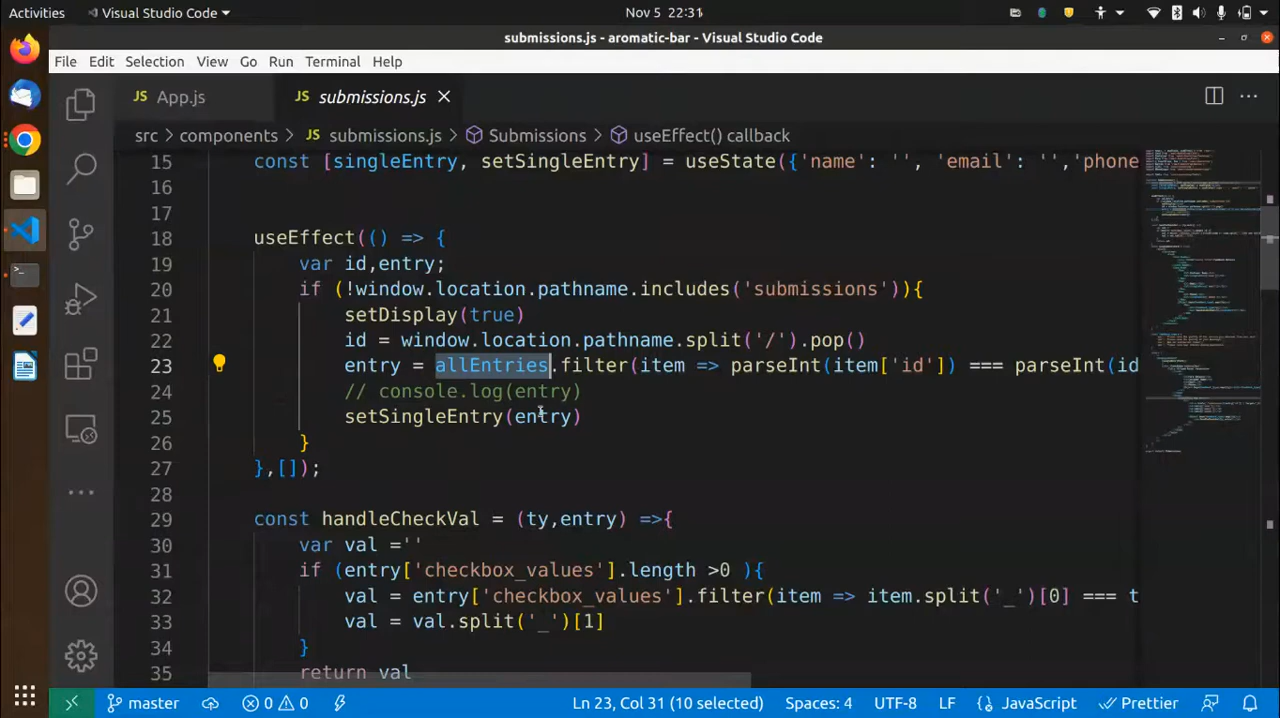 Activities Visual Studio Code Nov 5 22:31
submissions.js - aromatic-bar - Visual Studio Code
File Edit Selection View Go Run Terminal Help
JS App.js JS submissions.js
src > components > JS submissions.js > Submissions > useEffect() callback
15 const [singleEntry, setSingleEntry] = useState({'name': '', 'email': '','phone
16
17
18 useEffect(() => {
19 var id,entry;
20 if (!window.location.pathname.includes('submissions')){
21 setDisplay(true)
22 id = window.location.pathname.split('/').pop()
23 entry = allEntries.filter(item => parseInt(item['id']) === parseInt(id
24 // console.log(entry)
25 setSingleEntry(entry)
26 }
27 },[]);
28
29 const handleCheckVal = (ty,entry) =>{
30 var val =''
31 if (entry['checkbox_values'].length >0 ){
32 val = entry['checkbox_values'].filter(item => item.split('_')[0] === t
33 val = val.split('_')[1]
34 }
35 return val
master 0 0 Ln 23, Col 31 (10 selected) Spaces: 4 UTF-8 LF {} JavaScript Prettier